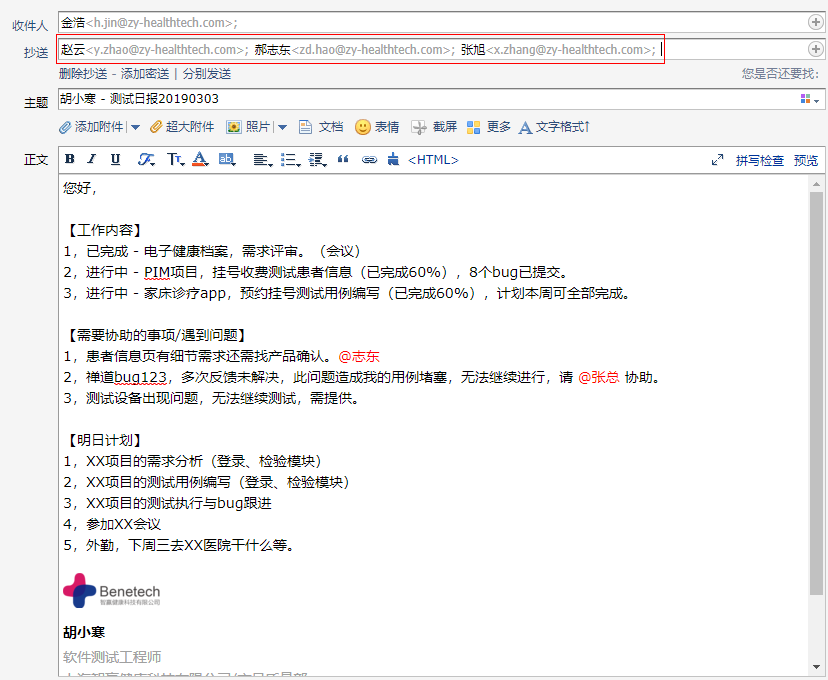 收件人 金浩<h.jin@zy-healthtech.com>;
抄送 赵云<y.zhao@zy-healthtech.com>; 郝志东<zd.hao@zy-healthtech.com>; 张旭<x.zhang@zy-healthtech.com>;
删除抄送 - 添加密送 | 分别发送 您是否还要找:
主题 胡小寒 - 测试日报20190303
添加附件 | 超大附件 照片 | 文档 表情 截屏 更多 文字格式↑
正文 B I U <HTML> 拼写检查 预览
您好，
【工作内容】
1，已完成 - 电子健康档案，需求评审。（会议）
2，进行中 - PIM项目，挂号收费测试患者信息（已完成60%），8个bug已提交。
3，进行中 - 家床诊疗app，预约挂号测试用例编写（已完成60%），计划本周可全部完成。
【需要协助的事项/遇到问题】
1，患者信息页有细节需求还需找产品确认。@志东
2，禅道bug123，多次反馈未解决，此问题造成我的用例堵塞，无法继续进行，请 @张总 协助。
3，测试设备出现问题，无法继续测试，需提供。
【明日计划】
1，XX项目的需求分析（登录、检验模块）
2，XX项目的测试用例编写（登录、检验模块）
3，XX项目的测试执行与bug跟进
4，参加XX会议
5，外勤，下周三去XX医院干什么等。
Benetech
智赢健康科技有限公司
胡小寒
软件测试工程师